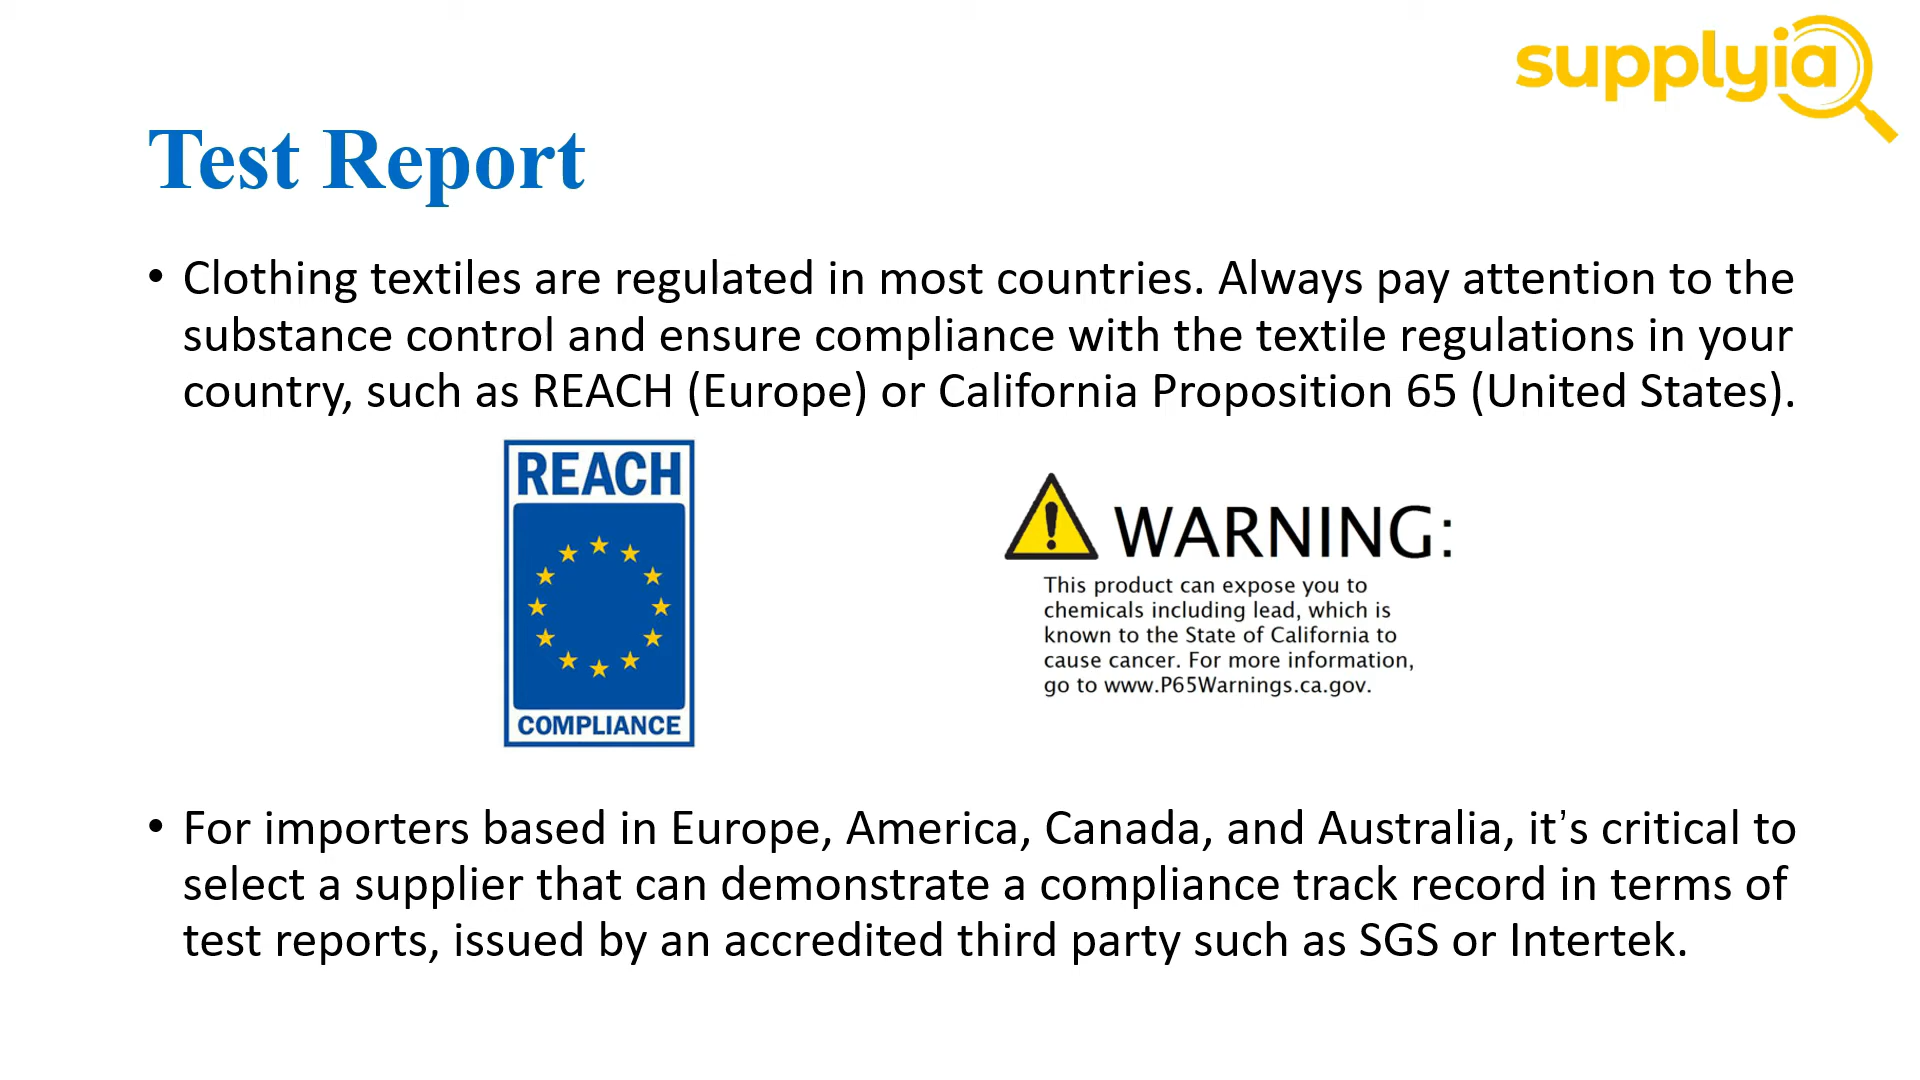 supplyia
Test Report
• Clothing textiles are regulated in most countries. Always pay attention to the
substance control and ensure compliance with the textile regulations in your
country, such as REACH (Europe) or California Proposition 65 (United States).
REACH
COMPLIANCE
WARNING:
This product can expose you to
chemicals including lead, which is
known to the State of California to
cause cancer. For more information,
go to www.P65Warnings.ca.gov.
• For importers based in Europe, America, Canada, and Australia, it’s critical to
select a supplier that can demonstrate a compliance track record in terms of
test reports, issued by an accredited third party such as SGS or Intertek.